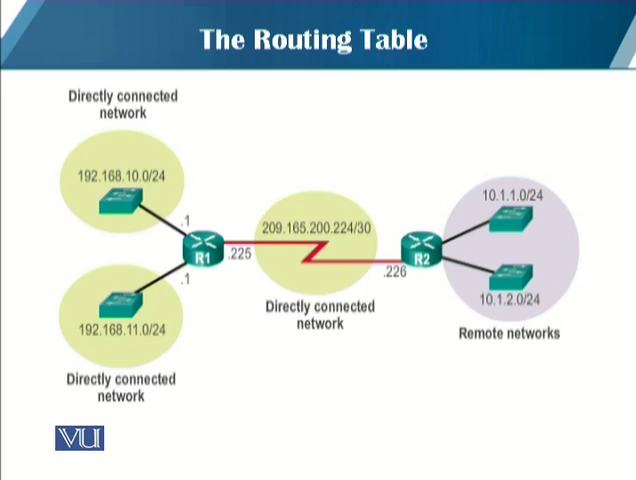 The Routing Table
Directly connected
network
192.168.10.0/24
.1
R1
.225
.1
192.168.11.0/24
Directly connected
network
209.165.200.224/30
Directly connected
network
.226
R2
10.1.1.0/24
10.1.2.0/24
Remote networks
VU